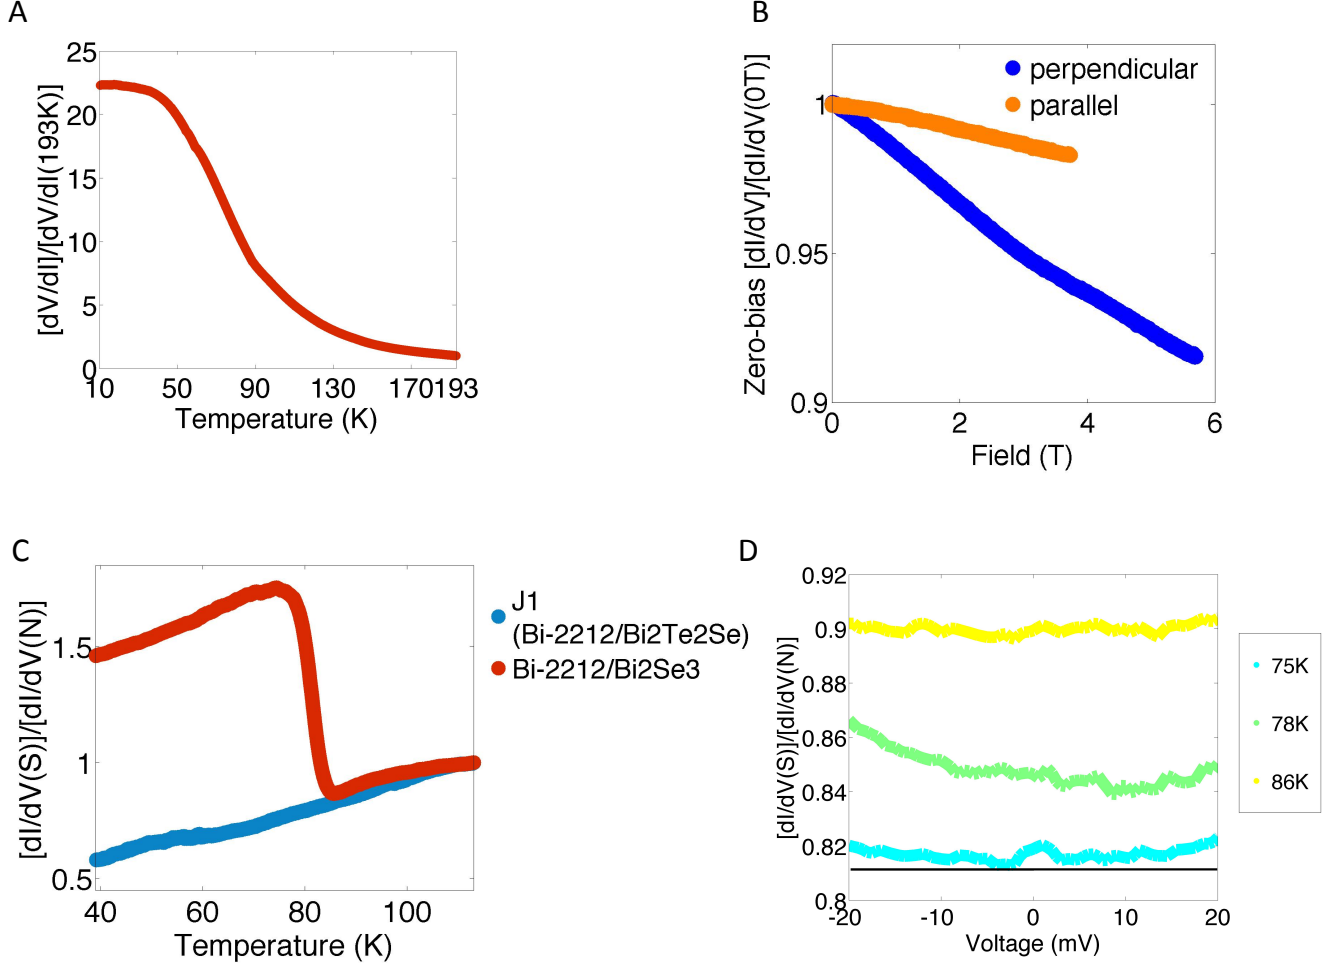 A
[dV/dI]/[dV/dI(193K)]
25
20
15
10
5
0
10 50 90 130 170 193
Temperature (K)
B
Zero-bias [dI/dV]/[dI/dV(0T)]
perpendicular
parallel
1
0.95
0.9
0 2 4 6
Field (T)
C
[dI/dV(S)]/[dI/dV(N)]
1.5
1
0.5
40 60 80 100
Temperature (K)
J1
(Bi-2212/Bi2Te2Se)
Bi-2212/Bi2Se3
D
[dI/dV(S)]/[dI/dV(N)]
0.92
0.9
0.88
0.86
0.84
0.82
0.8
-20 -10 0 10 20
Voltage (mV)
75K
78K
86K